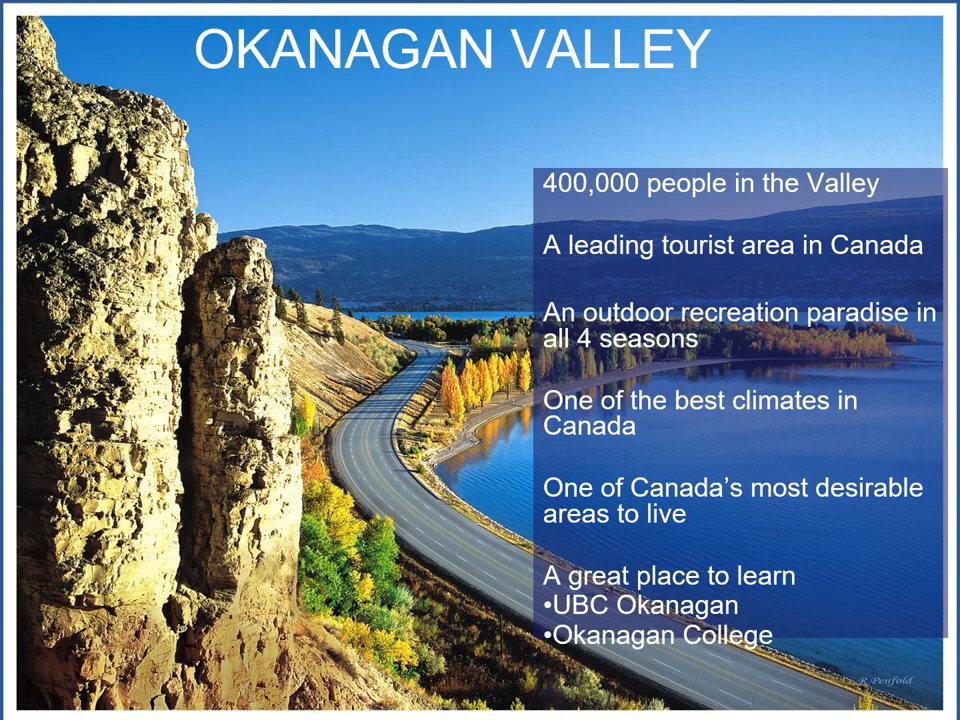 OKANAGAN VALLEY
400,000 people in the Valley
A leading tourist area in Canada
An outdoor recreation paradise in
all 4 seasons
One of the best climates in
Canada
One of Canada’s most desirable
areas to live
A great place to learn
•UBC Okanagan
•Okanagan College
R Penfold